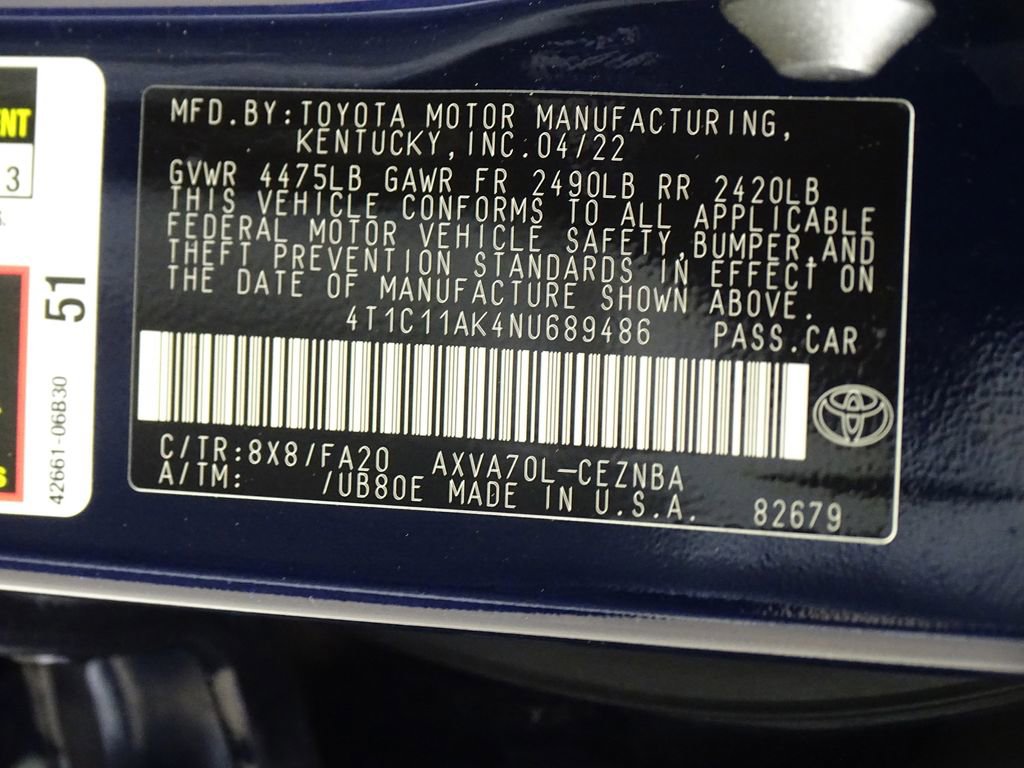 ENT
3
51
42661-06B30
MFD.BY:TOYOTA MOTOR MANUFACTURING,
KENTUCKY,INC.04/22
GVWR 4475LB GAWR FR 2490LB RR 2420LB
THIS VEHICLE CONFORMS TO ALL APPLICABLE
FEDERAL MOTOR VEHICLE SAFETY,BUMPER,AND
THEFT PREVENTION STANDARDS IN EFFECT ON
THE DATE OF MANUFACTURE SHOWN ABOVE.
4T1C11AK4NU689486 PASS.CAR
C/TR:8X8/FA20 AXVA70L-CEZNBA
A/TM: /UB80E MADE IN U.S.A. 82679